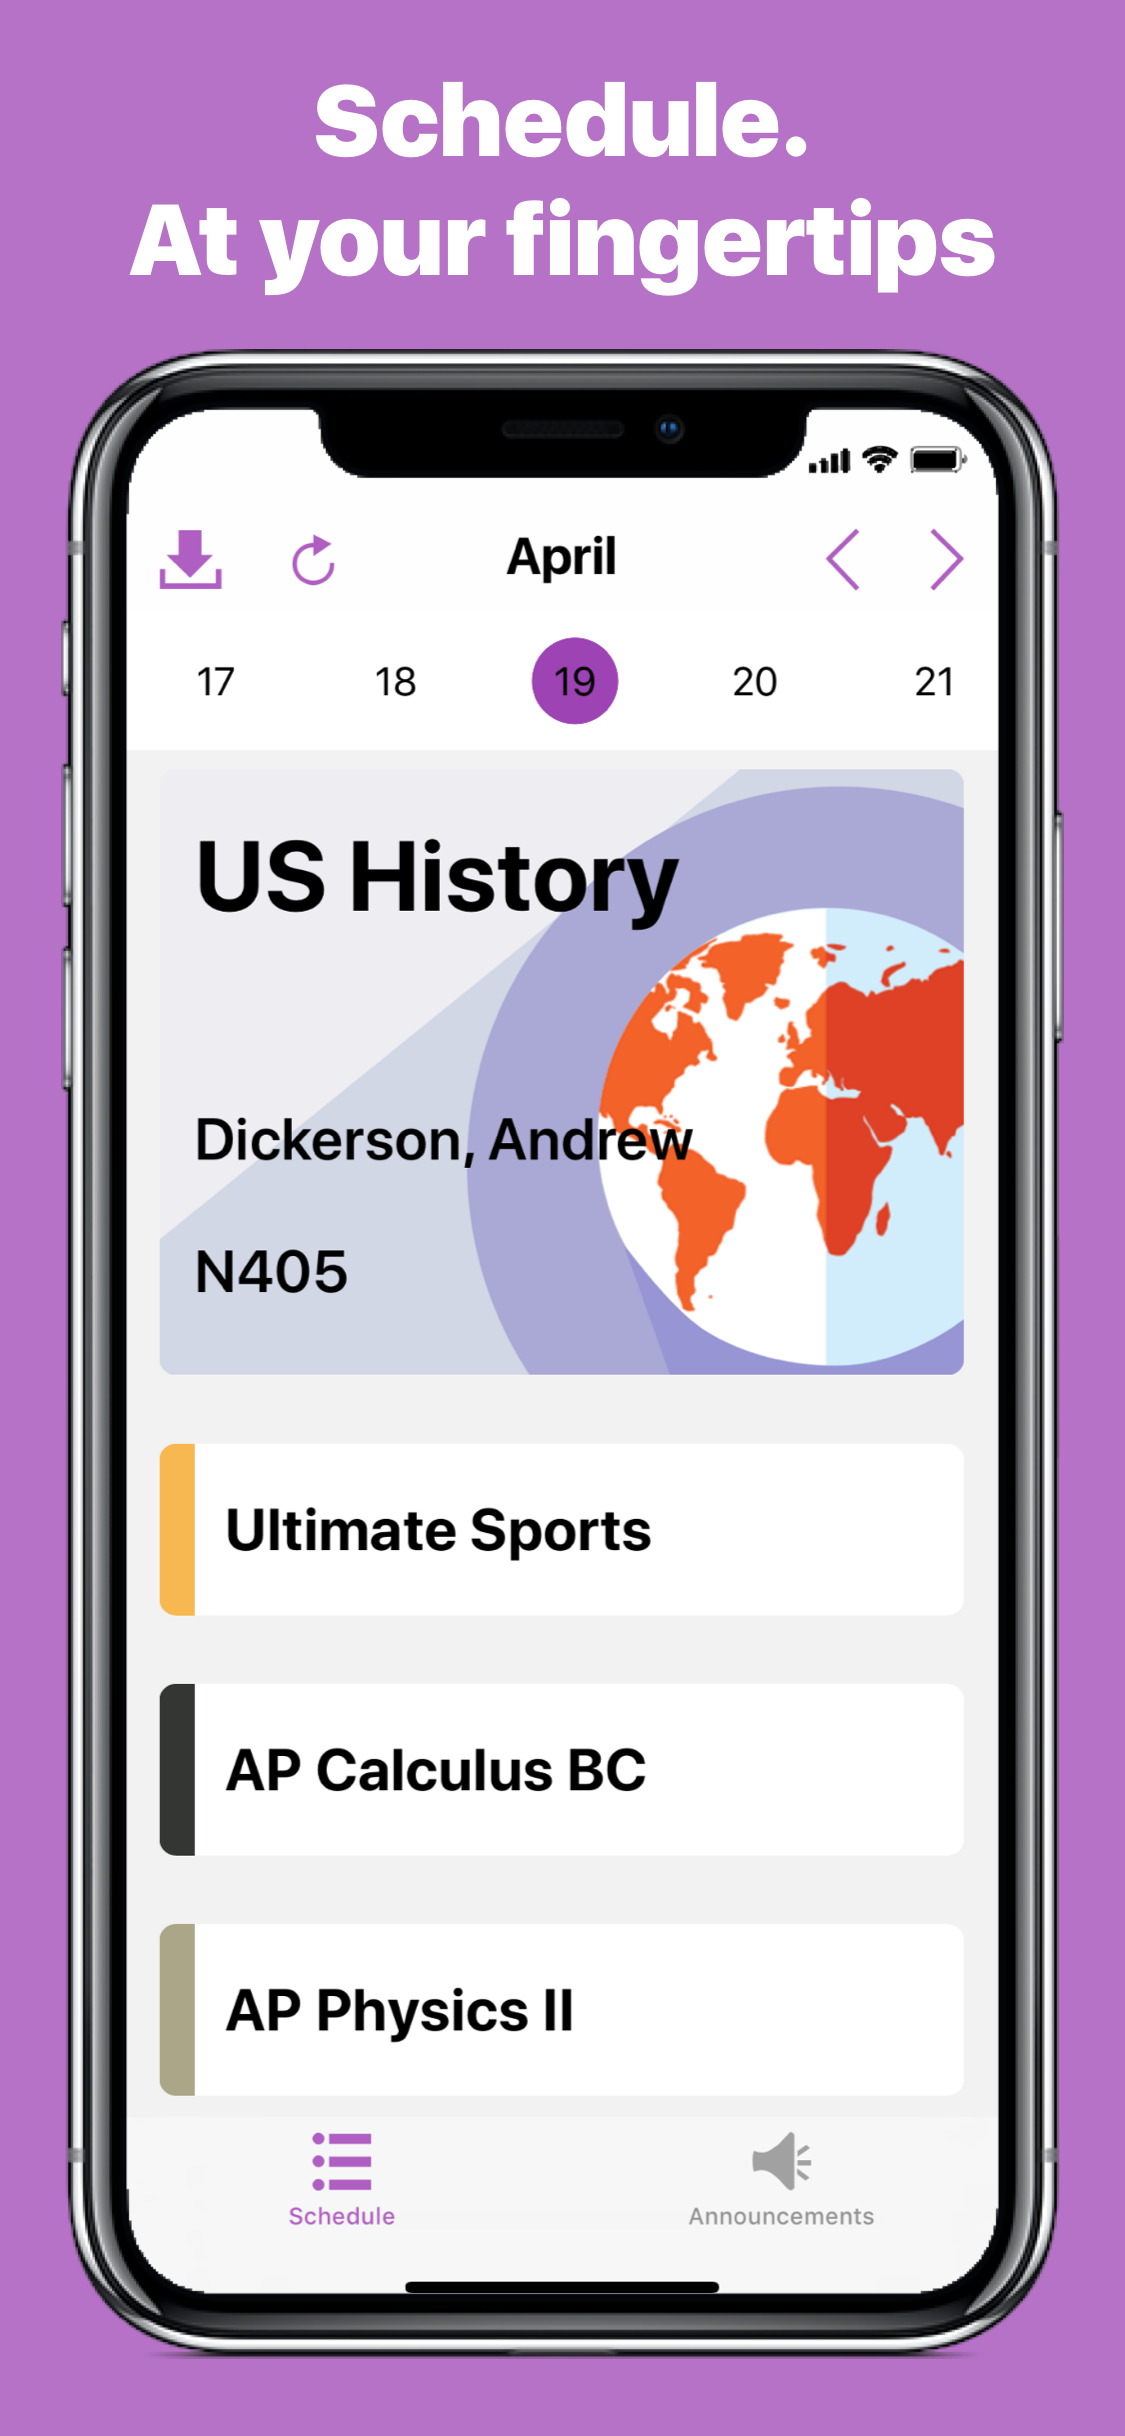 Schedule.
At your fingertips
April
17 18 19 20 21
US History
Dickerson, Andrew
N405
Ultimate Sports
AP Calculus BC
AP Physics II
Schedule Announcements